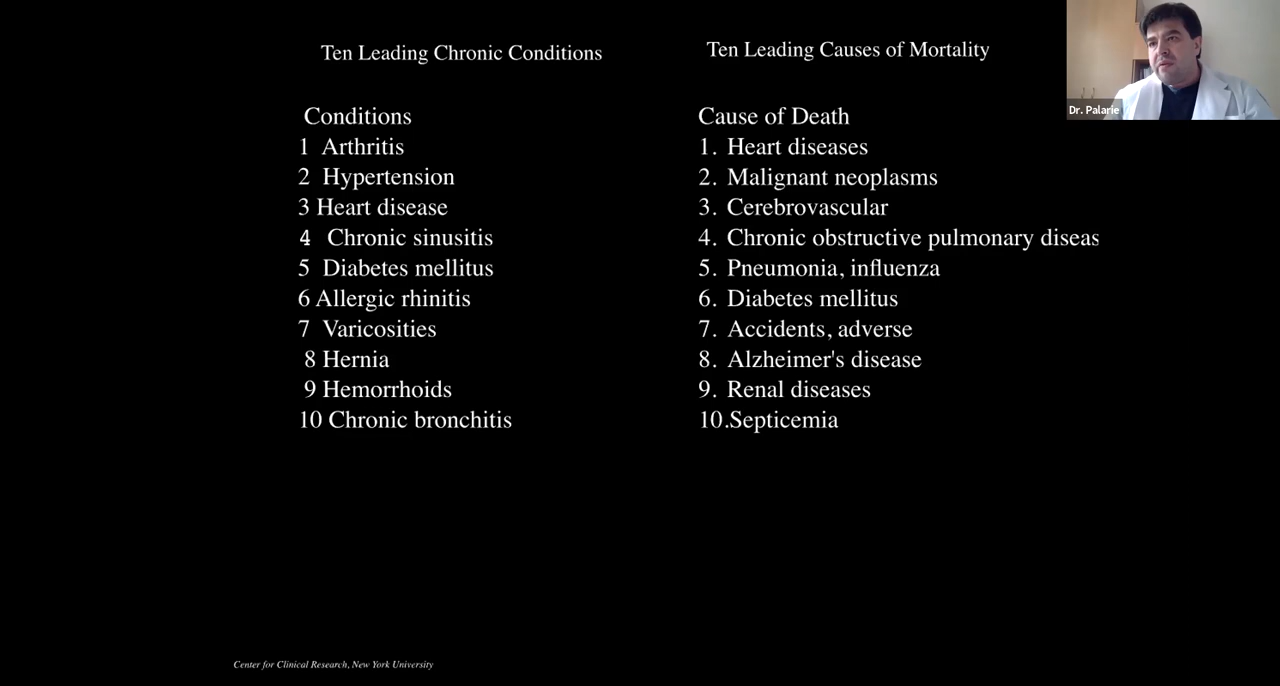 Ten Leading Chronic Conditions
Conditions
1 Arthritis
2 Hypertension
3 Heart disease
4 Chronic sinusitis
5 Diabetes mellitus
6 Allergic rhinitis
7 Varicosities
8 Hernia
9 Hemorrhoids
10 Chronic bronchitis
Ten Leading Causes of Mortality
Cause of Death
1. Heart diseases
2. Malignant neoplasms
3. Cerebrovascular
4. Chronic obstructive pulmonary diseas
5. Pneumonia, influenza
6. Diabetes mellitus
7. Accidents, adverse
8. Alzheimer's disease
9. Renal diseases
10.Septicemia
Dr. Palarie
Center for Clinical Research, New York University